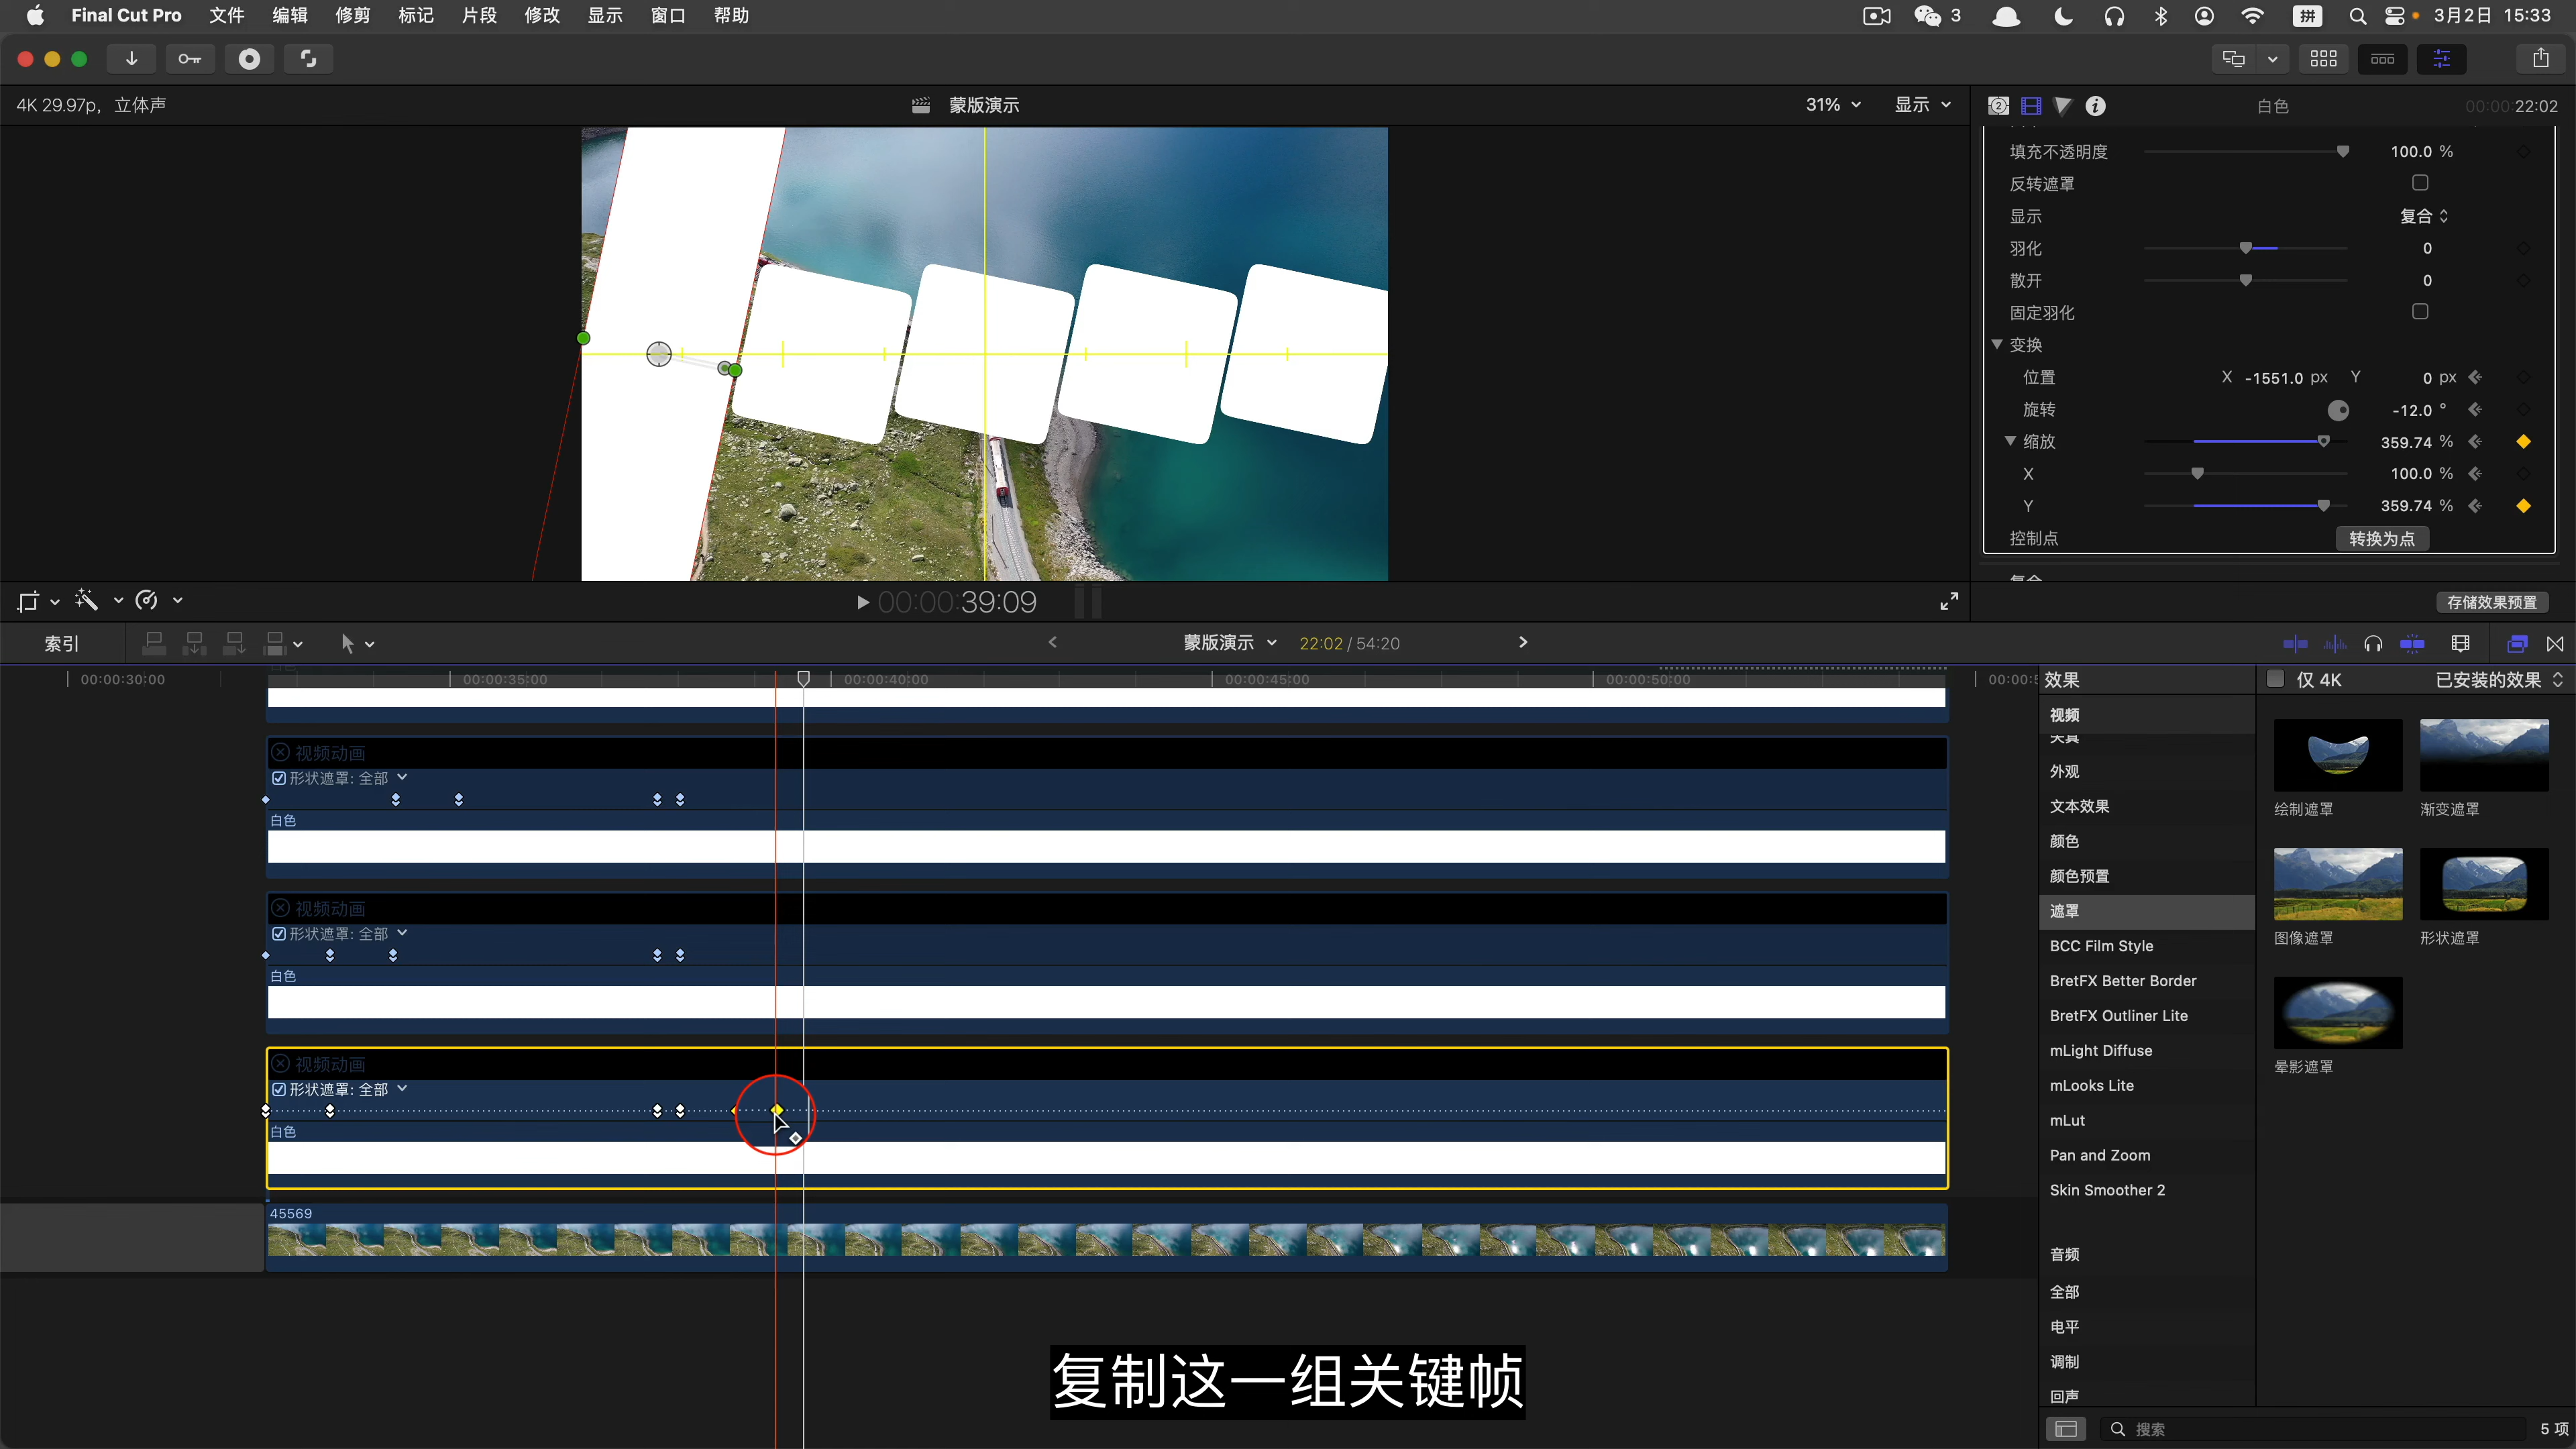 Final Cut Pro 文件 编辑 修剪 标记 片段 修改 显示 窗口 帮助 3 拼 3月2日 15:33
4K 29.97p, 立体声 蒙版演示 31% 显示 2 白色 00:00:22:02
填充不透明度 100.0 %
反转遮罩
显示 复合
羽化 0
散开 0
固定羽化
变换
位置 X -1551.0 px Y 0 px
旋转 -12.0 °
缩放 359.74 %
X 100.0 %
Y 359.74 %
控制点 转换为点
00:00:39:09 存储效果预置
索引 蒙版演示 22:02 / 54:20
00:00:30:00 00:00:35:00 00:00:40:00 00:00:45:00 00:00:50:00
效果 仅 4K 已安装的效果
视频
失真
外观
文本效果
颜色
颜色预置
遮罩
BCC Film Style
BretFX Better Border
BretFX Outliner Lite
mLight Diffuse
mLooks Lite
mLut
Pan and Zoom
Skin Smoother 2
音频
全部
电平
调制
回声
绘制遮罩 渐变遮罩
图像遮罩 形状遮罩
晕影遮罩
搜索 5 项
视频动画
形状遮罩: 全部
白色
视频动画
形状遮罩: 全部
白色
视频动画
形状遮罩: 全部
白色
45569
复制这一组关键帧